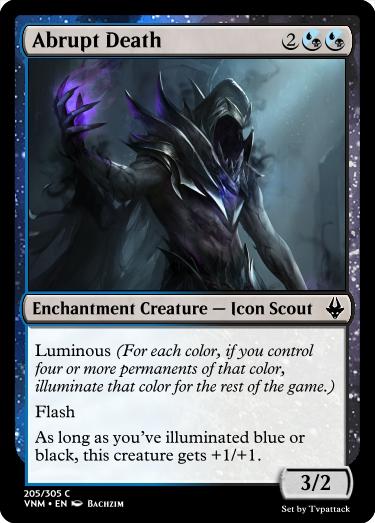 Abrupt Death 2
Enchantment Creature — Icon Scout
Luminous (For each color, if you control
four or more permanents of that color,
illuminate that color for the rest of the game.)
Flash
As long as you've illuminated blue or
black, this creature gets +1/+1.
3/2
205/305 C
VNM • EN Bachzim
Set by Tvpattack